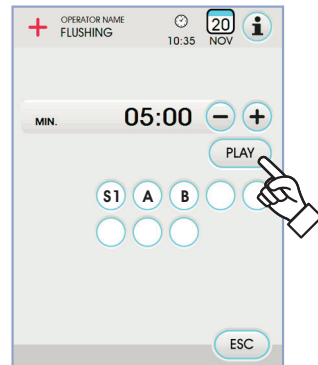 OPERATOR NAME
FLUSHING
10:35
20
NOV
i
MIN. 05:00 − +
PLAY
S1 A B
ESC